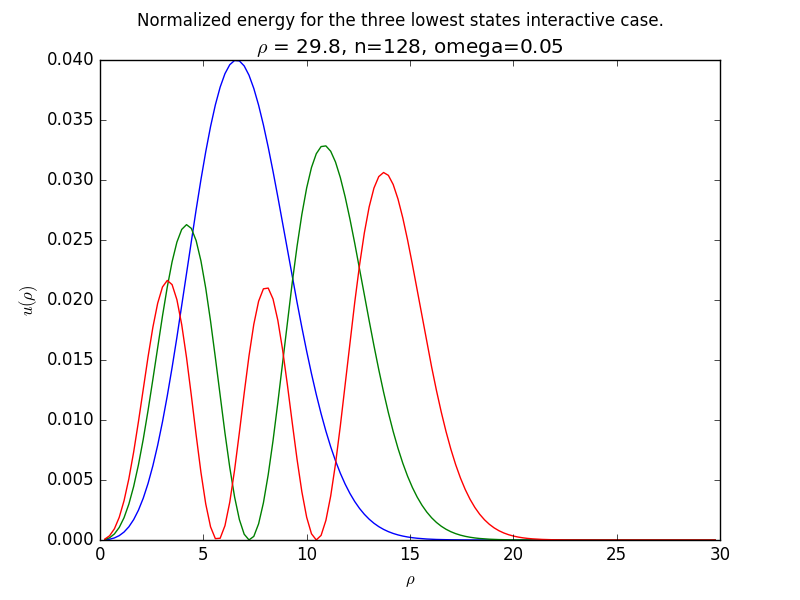 Normalized energy for the three lowest states interactive case.
ρ = 29.8, n=128, omega=0.05
0.040
0.035
0.030
0.025
0.020
0.015
0.010
0.005
0.000
u(ρ)
0 5 10 15 20 25 30
ρ